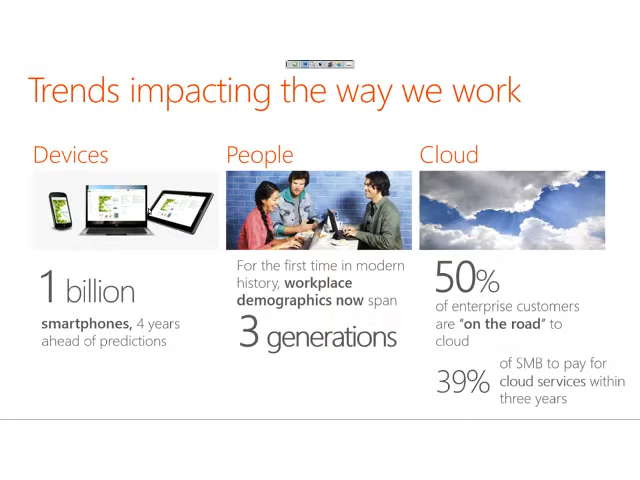 Trends impacting the way we work
Devices
1 billion
smartphones, 4 years
ahead of predictions
People
For the first time in modern
history, workplace
demographics now span
3 generations
Cloud
50%
of enterprise customers
are “on the road” to
cloud
39%
of SMB to pay for
cloud services within
three years